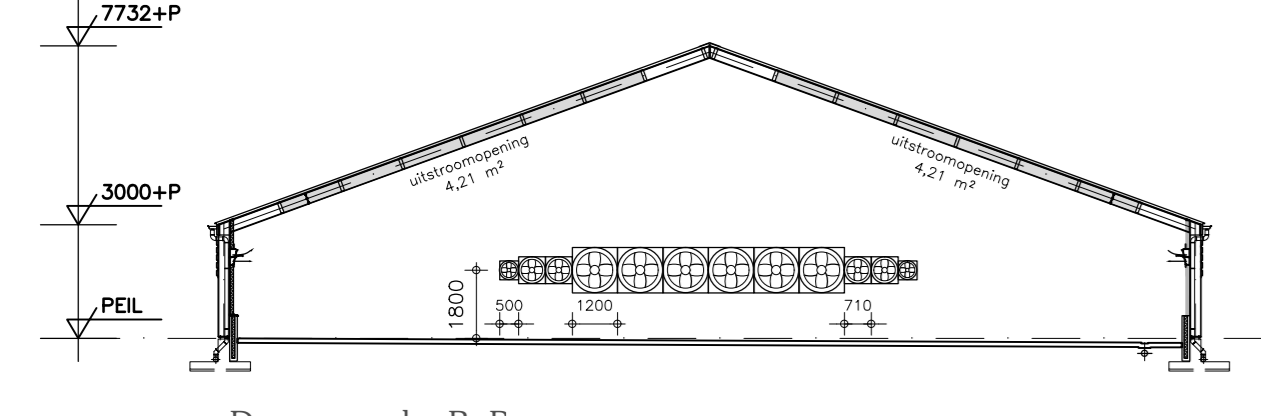 7732+P
uitstroomopening
4,21 m²
uitstroomopening
4,21 m²
3000+P
PEIL
1800
500
1200
710